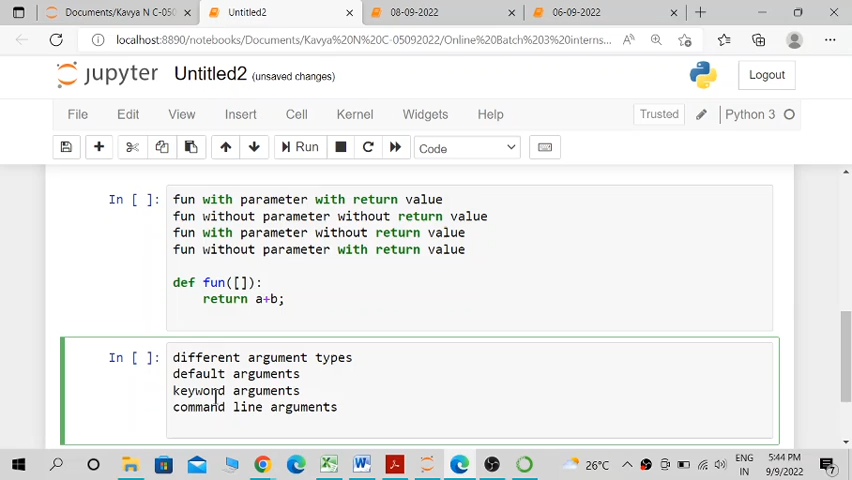 Documents/Kavya N C-050
Untitled2
08-09-2022
06-09-2022
localhost:8890/notebooks/Documents/Kavya%20N%20C-05092022/Online%20Batch%203%20interns...
jupyter Untitled2 (unsaved changes)
Logout
File Edit View Insert Cell Kernel Widgets Help
Trusted
Python 3
Run
Code
In [ ]:
fun with parameter with return value
fun without parameter without return value
fun with parameter without return value
fun without parameter with return value
def fun([]):
return a+b;
In [ ]:
different argument types
default arguments
keyword arguments
command line arguments
26°C
ENG
IN
5:44 PM
9/9/2022
7